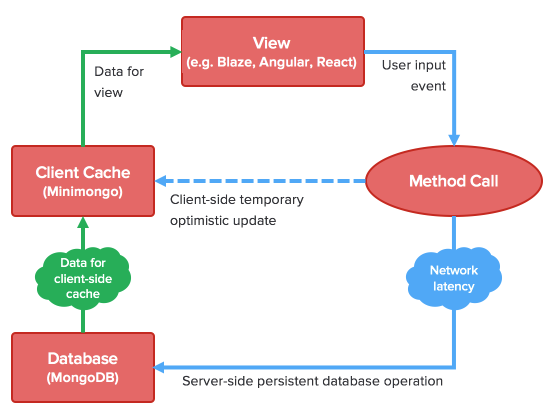 View
(e.g. Blaze, Angular, React)
Data for
view
User input
event
Client Cache
(Minimongo)
Method Call
Client-side temporary
optimistic update
Data for
client-side
cache
Network
latency
Database
(MongoDB)
Server-side persistent database operation